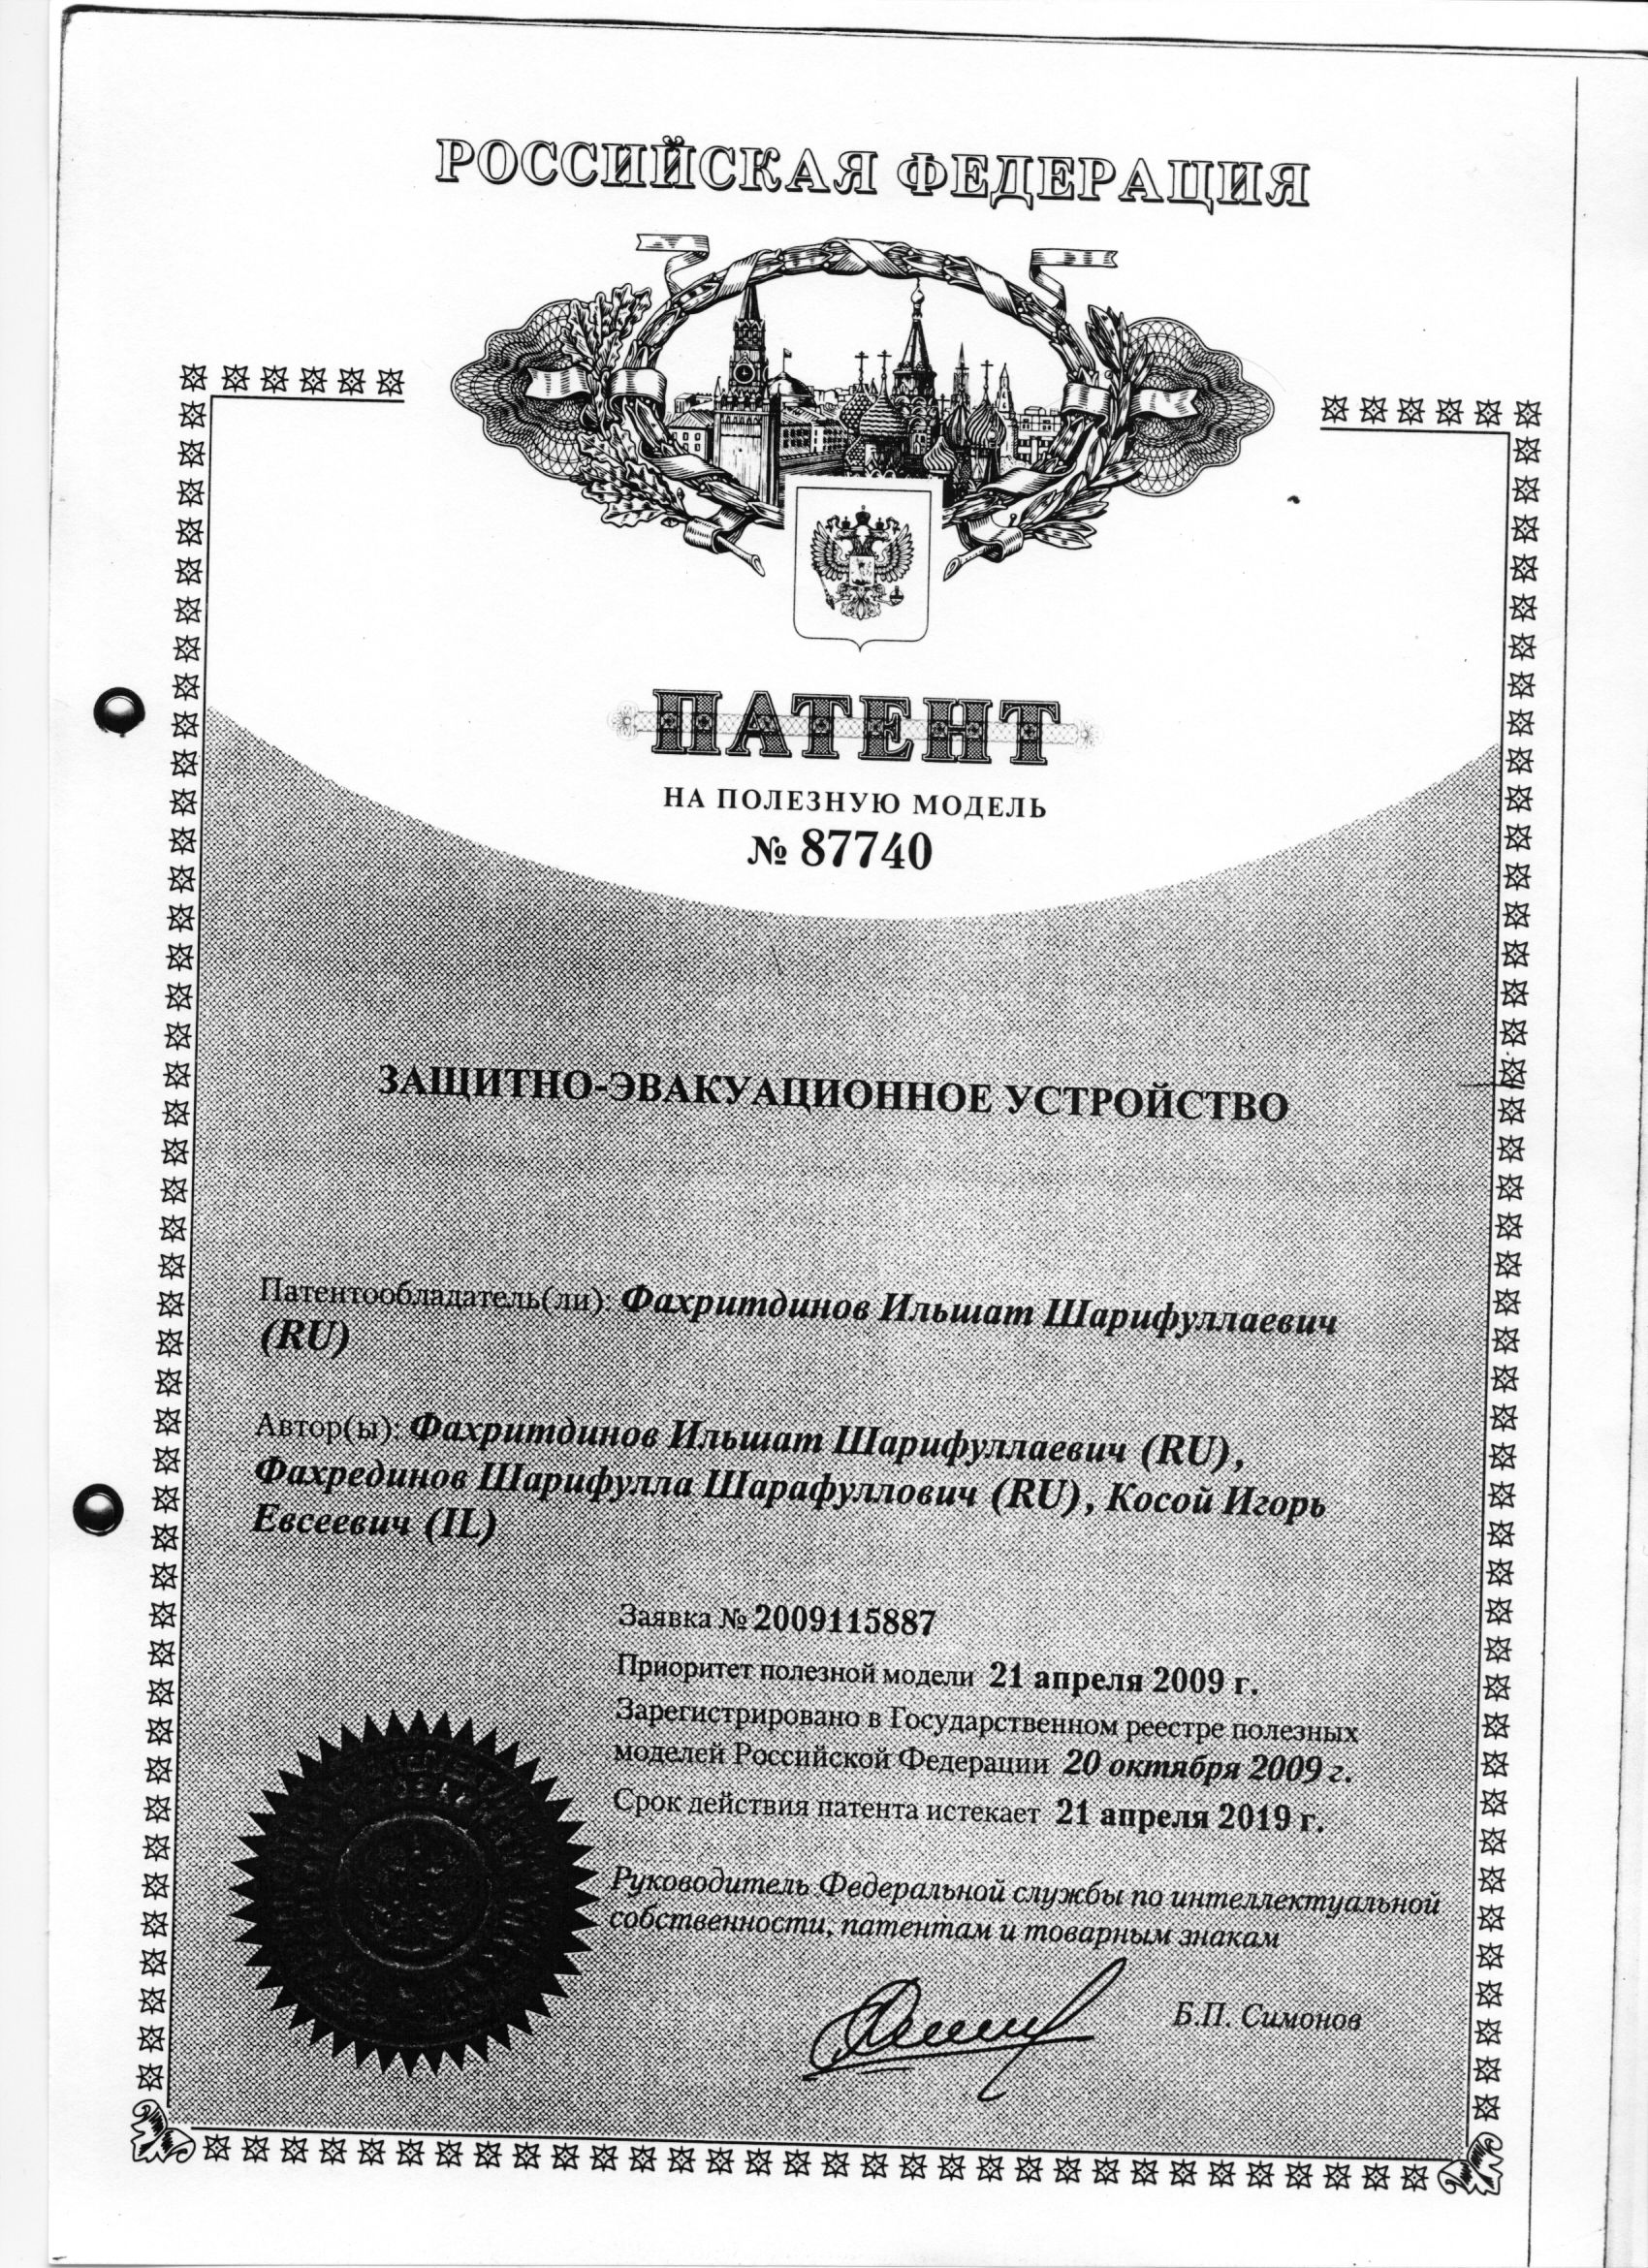 РОССИЙСКАЯ ФЕДЕРАЦИЯ
ПАТЕНТ
НА ПОЛЕЗНУЮ МОДЕЛЬ
№ 87740
ЗАЩИТНО-ЭВАКУАЦИОННОЕ УСТРОЙСТВО
Патентообладатель(ли): Фахритдинов Ильшат Шарифуллаевич
(RU)
Автор(ы): Фахритдинов Ильшат Шарифуллаевич (RU),
Фахрединов Шарифулла Шарафуллович (RU), Косой Игорь
Евсеевич (IL)
Заявка № 2009115887
Приоритет полезной модели 21 апреля 2009 г.
Зарегистрировано в Государственном реестре полезных
моделей Российской Федерации 20 октября 2009 г.
Срок действия патента истекает 21 апреля 2019 г.
Руководитель Федеральной службы по интеллектуальной
собственности, патентам и товарным знакам
Б.П. Симонов